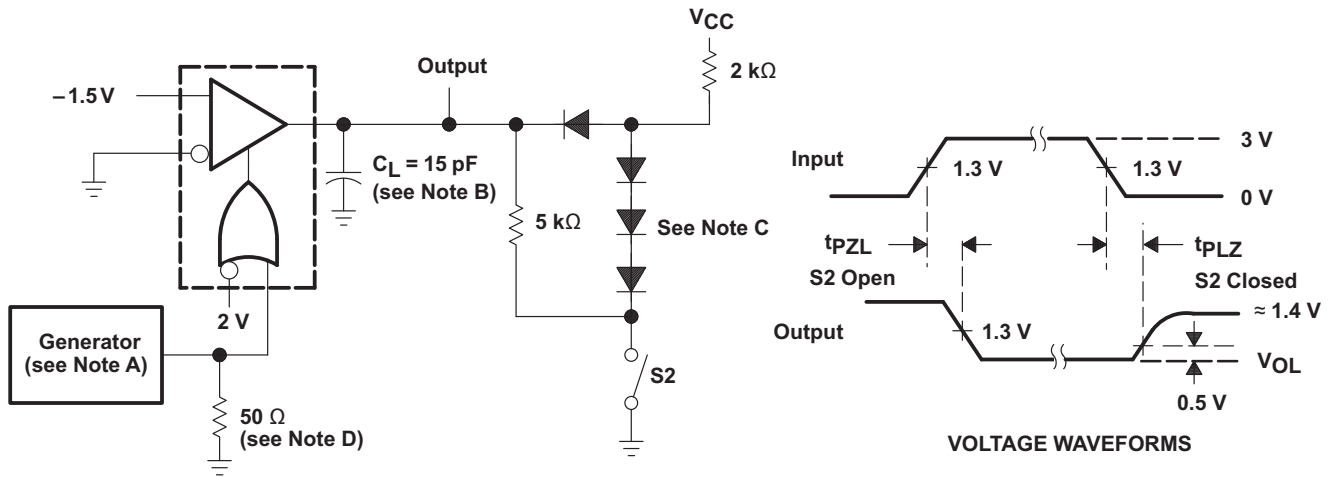 VCC
2 kΩ
Output
–1.5 V
CL = 15 pF
(see Note B)
5 kΩ
See Note C
2 V
Generator
(see Note A)
50 Ω
(see Note D)
S2
Input
1.3 V
1.3 V
3 V
0 V
tPZL
tPLZ
S2 Open
S2 Closed
≈ 1.4 V
Output
1.3 V
VOL
0.5 V
VOLTAGE WAVEFORMS